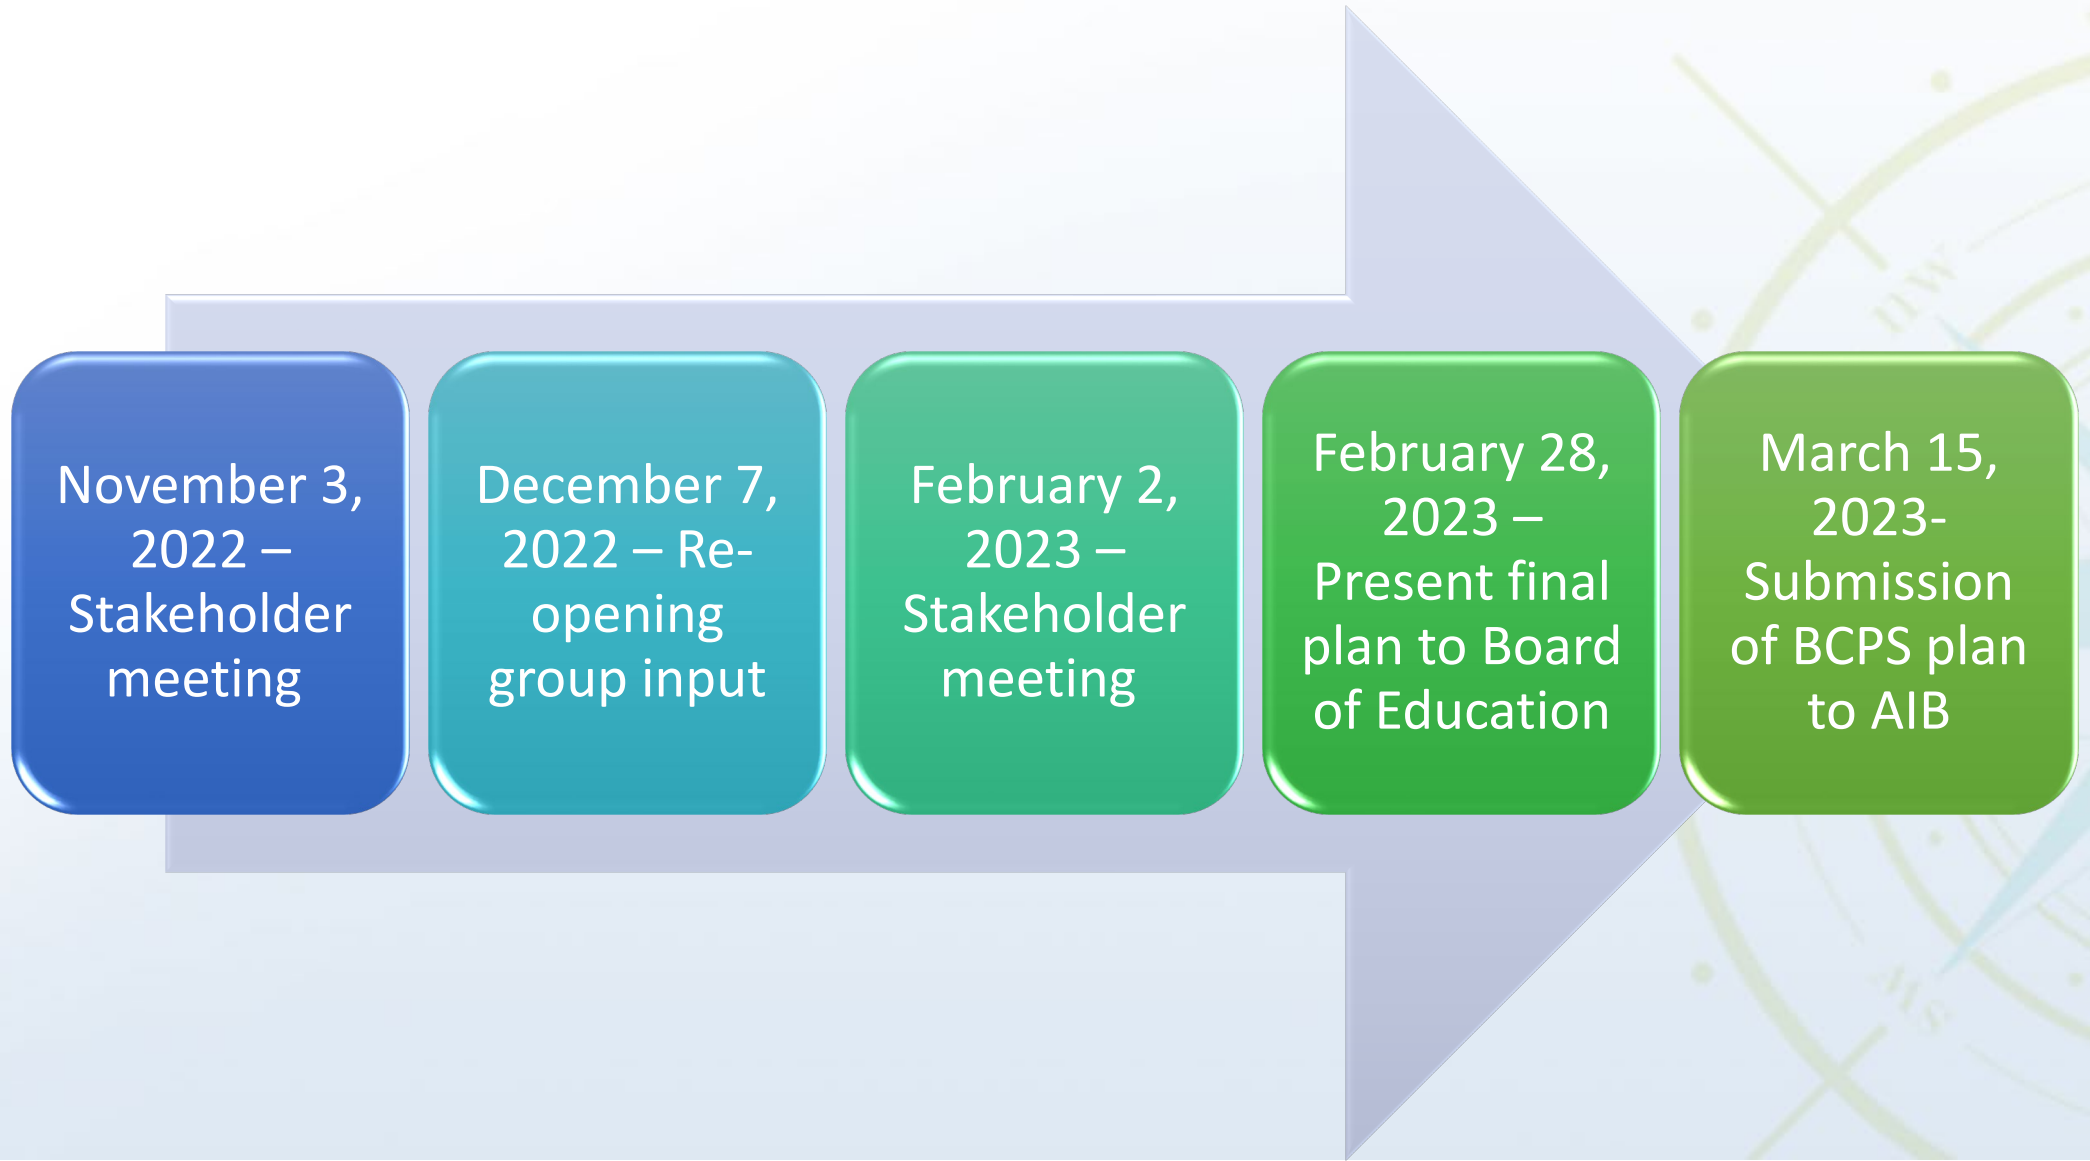 November 3,
2022 –
Stakeholder
meeting
December 7,
2022 – Re-
opening
group input
February 2,
2023 –
Stakeholder
meeting
February 28,
2023 –
Present final
plan to Board
of Education
March 15,
2023-
Submission
of BCPS plan
to AIB